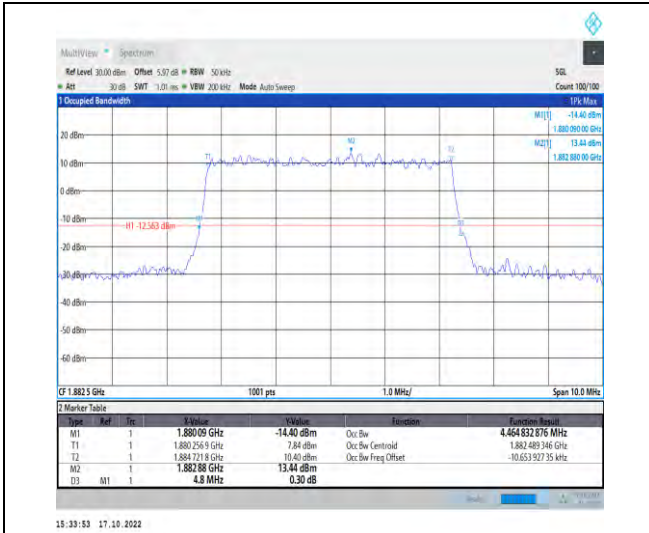 MultiView Spectrum
Ref Level 30.00 dBm Offset 5.97 dB RBW 50 kHz SGL
Att 30 dB SWT 1.01 ms VBW 200 kHz Mode Auto Sweep Count 100/100
1 Occupied Bandwidth 1Pk Max
M1[1] -14.40 dBm
1.880 090 00 GHz
M2[1] 13.44 dBm
1.882 880 00 GHz
M2
T1
T2
20 dBm
10 dBm
0 dBm
-10 dBm
H1 -12.563 dBm
-20 dBm
-30 dBm
-40 dBm
-50 dBm
-60 dBm
CF 1.882 5 GHz 1001 pts 1.0 MHz/ Span 10.0 MHz
2 Marker Table
Type Ref Trc X-Value Y-Value Function Function Result
M1 1 1.880 09 GHz -14.40 dBm Occ Bw 4.464 832 876 MHz
T1 1 1.880 256 9 GHz 7.84 dBm Occ Bw Centroid 1.882 489 346 GHz
T2 1 1.884 721 8 GHz 10.40 dBm Occ Bw Freq Offset -10.653 927 35 kHz
M2 1 1.882 88 GHz 13.44 dBm
D3 M1 1 4.8 MHz 0.30 dB
15:33:53 17.10.2022